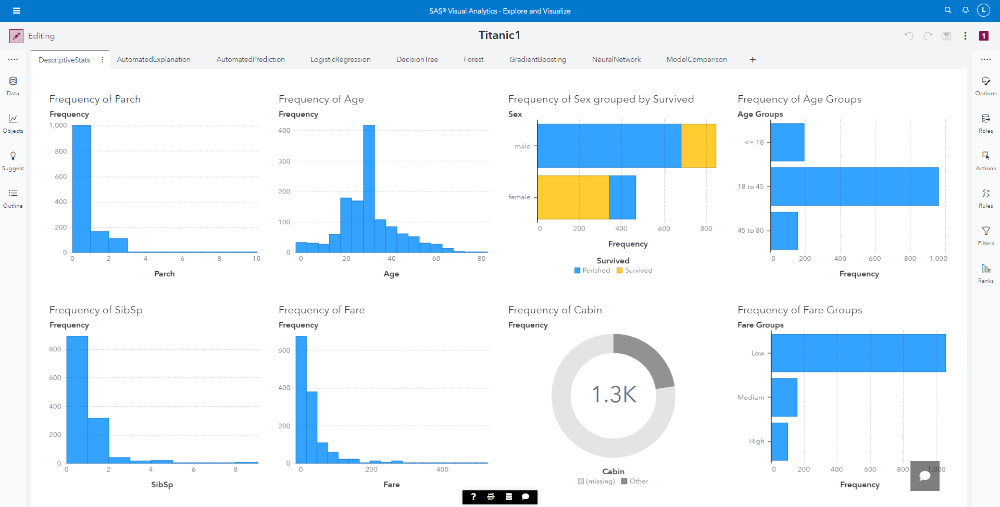 SAS® Visual Analytics - Explore and Visualize
L
Editing
Titanic1
1
DescriptiveStats
AutomatedExplanation
AutomatedPrediction
LogisticRegression
DecisionTree
Forest
GradientBoosting
NeuralNetwork
ModelComparison
+
Data
Objects
Suggest
Outline
Options
Roles
Actions
Rules
Filters
Ranks
Frequency of Parch
Frequency
1,000
800
600
400
200
0
0 2 4 6 8 10
Parch
Frequency of Age
Frequency
400
300
200
100
0
0 20 40 60 80
Age
Frequency of Sex grouped by Survived
Sex
male
female
0 200 400 600 800
Frequency
Survived
Perished Survived
Frequency of Age Groups
Age Groups
<= 18
18 to 45
45 to 80
0 200 400 600 800 1,000
Frequency
Frequency of SibSp
Frequency
800
600
400
200
0
0 2 4 6 8
SibSp
Frequency of Fare
Frequency
600
400
200
0
0 200 400
Fare
Frequency of Cabin
Frequency
1.3K
Cabin
(missing) Other
Frequency of Fare Groups
Fare Groups
Low
Medium
High
0 200 400 600 800 1,000
Frequency
?